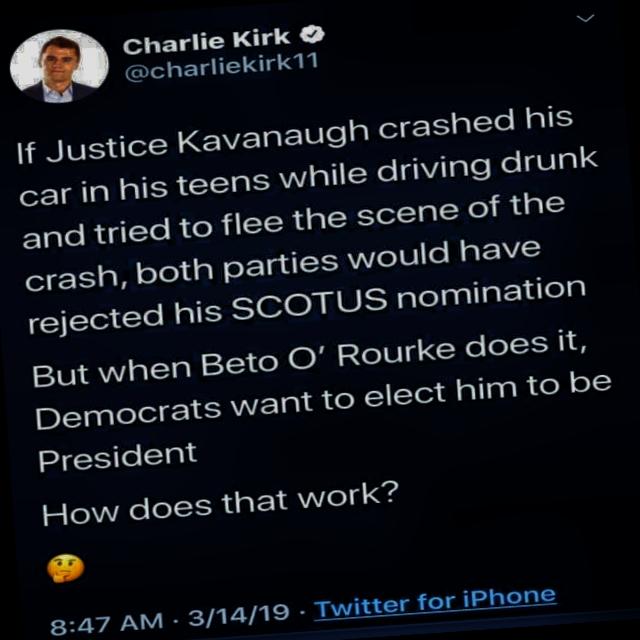 Charlie Kirk
@charliekirk11
If Justice Kavanaugh crashed his
car in his teens while driving drunk
and tried to flee the scene of the
crash, both parties would have
rejected his SCOTUS nomination
But when Beto O' Rourke does it,
Democrats want to elect him to be
President
How does that work?
🤔
8:47 AM · 3/14/19 · Twitter for iPhone